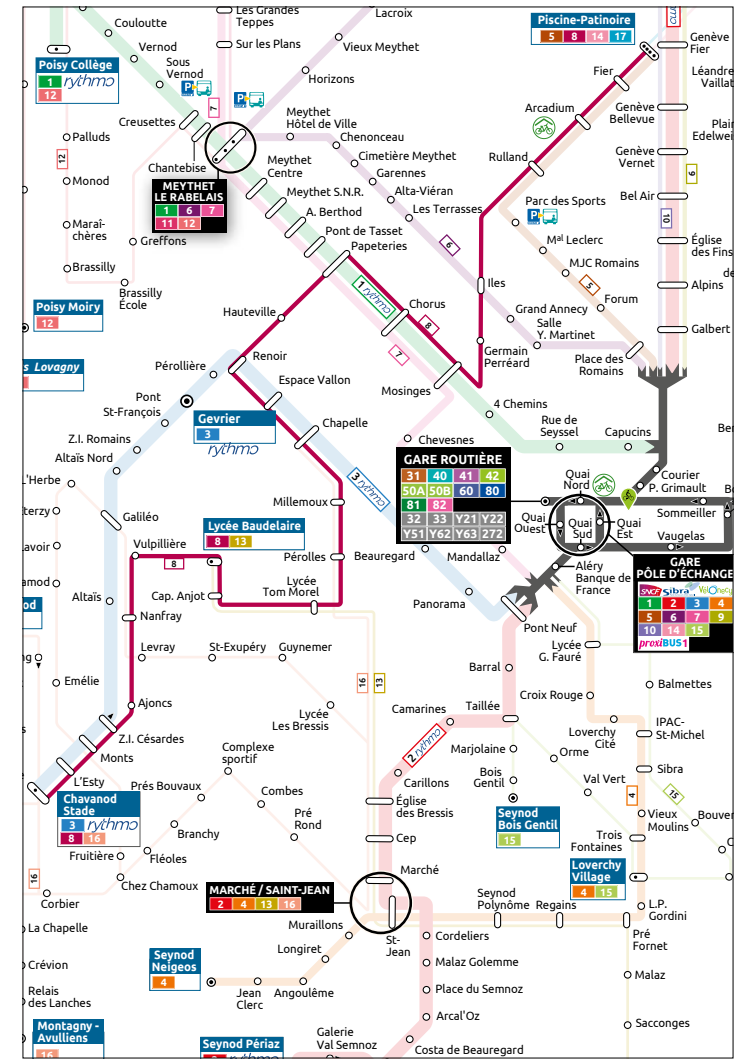 Les Grandes
Teppes
Sur les Plans
Lacroix
Couloutte
Vernod
Sous
Vernod
Poisy Collège
1 rythmo
12
Vieux Meythet
Horizons
Piscine-Patinoire
5 8 14 17
Genève
Fier
Léandre
Vaillat
Fier
Genève
Bellevue
Arcadium
Rulland
Genève
Vernet
Bel Air
Creusettes
7
Chantebise
Meythet
Hôtel de Ville
Chenonceau
Cimetière Meythet
Garennes
Alta-Viéran
Les Terrasses
Meythet
Centre
Meythet S.N.R.
A. Berthod
Pont de Tasset
Papeteries
MEYTHET
LE RABELAIS
1 6 7
11 12
Palluds
12
Monod
Maraî-
chères
Brassilly
Greffons
Brassilly
École
Poisy Moiry
12
s Lovagny
Parc des Sports
Mal Leclerc
MJC Romains
5
Forum
6
9
10
Église
des Fins
Alpins
Galbert
Iles
Grand Annecy
Salle
Y. Martinet
Place des
Romains
Germain
Perréard
Hauteville
1 rythmo
Chorus
8
7
Mosinges
Renoir
Pérollière
Espace Vallon
Pont
St-François
Gevrier
3
rythmo
Chapelle
Z.I. Romains
Altaïs Nord
4 Chemins
Rue de
Seyssel
Capucins
Chevesnes
3 rythmo
GARE ROUTIÈRE
31 40 41 42
50A 50B 60 80
81 82
32 33 Y21 Y22
Y51 Y62 Y63 272
Quai
Nord
Quai
Ouest
Quai
Sud
Quai
Est
Courier
P. Grimault
Sommeiller
Vaugelas
L'Herbe
Galiléo
Millemoux
Lycée Baudelaire
8 13
Vulpillière
8
Pérolles
Beauregard
Mandallaz
Aléry
Banque de
France
Panorama
Pont Neuf
GARE
PÔLE D'ÉCHANGE
SNCF Sibra Vélonecy
1 2 3 4
5 6 7 9
10 14 15
proxiBUS 1
Altaïs
Cap. Anjot
Lycée
Tom Morel
Nanfray
Levray
St-Exupéry
Guynemer
16 13
Barral
Lycée
G. Fauré
Croix Rouge
Balmettes
Emélie
Ajoncs
Lycée
Les Bressis
Camarines
Taillée
2 rythmo
Marjolaine
Orme
Loverchy
Cité
IPAC-
St-Michel
Z.I. Césardes
Monts
L'Esty
Complexe
sportif
Carillons
Bois
Gentil
Sibra
Val Vert
4
15
Chavanod
Stade
3 rythmo
8 16
Prés Bouvaux
Combes
Pré
Rond
Branchy
Église
des Bressis
Cep
Seynod
Bois Gentil
15
Vieux
Moulins
Trois
Fontaines
Fruitière
Fléoles
Chez Chamoux
16
Corbier
Marché
Loverchy
Village
4 15
MARCHÉ / SAINT-JEAN
2 4 13 16
Seynod
Polynôme
Regains
L.P.
Gordini
Pré
Fornet
La Chapelle
Muraillons
Longiret
St-
Jean
Cordeliers
Malaz Golemme
Place du Semnoz
Arcal'Oz
Malaz
Crévion
Seynod
Neigeos
4
Jean
Clerc
Angoulême
Relais
des Lanches
Montagny -
Avulliens
16
Seynod Périaz
Galerie
Val Semnoz
Costa de Beauregard
Sacconges